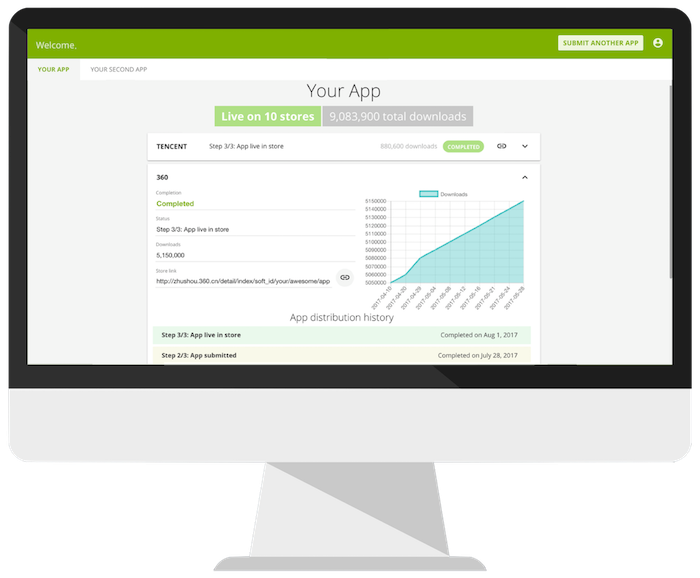 Welcome,
SUBMIT ANOTHER APP
YOUR APP
YOUR SECOND APP
Your App
Live on 10 stores
9,083,900 total downloads
TENCENT
Step 3/3: App live in store
880,600 downloads
COMPLETED
360
Completion
Completed
Status
Step 3/3: App live in store
Downloads
5,150,000
Store link
http://zhushou.360.cn/detail/index/soft_id/your/awesome/app
Downloads
5150000
5140000
5130000
5120000
5110000
5100000
5090000
5080000
5070000
5060000
5050000
2017-04-10
2017-04-20
2017-04-29
2017-05-04
2017-05-08
2017-05-12
2017-05-16
2017-05-21
2017-05-24
2017-05-28
App distribution history
Step 3/3: App live in store
Completed on Aug 1, 2017
Step 2/3: App submitted
Completed on July 28, 2017